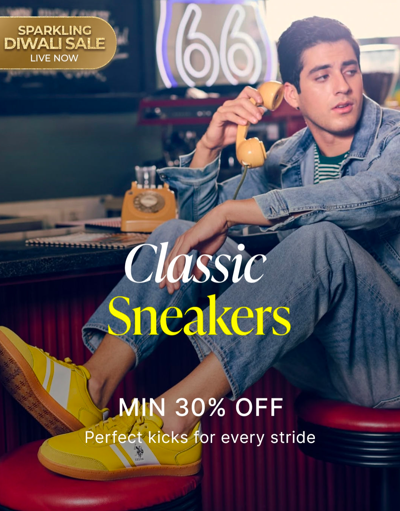 SPARKLING
DIWALI SALE
LIVE NOW
66
Classic
Sneakers
MIN 30% OFF
Perfect kicks for every stride